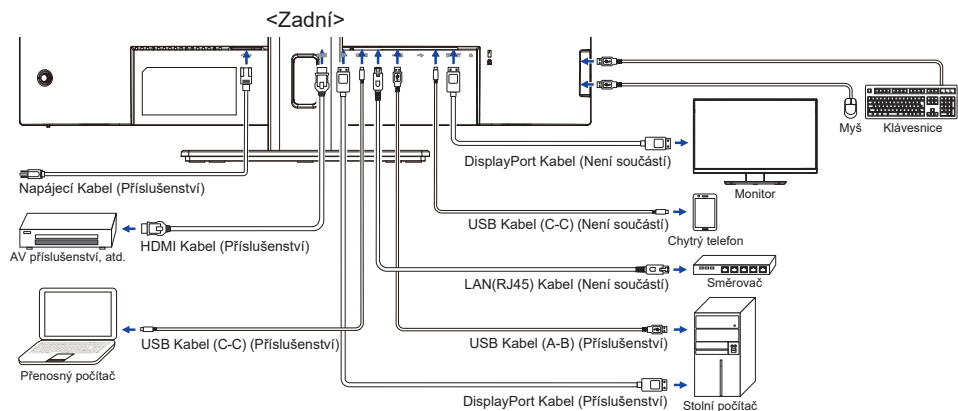 <Zadní>
Myš
Klávesnice
DisplayPort Kabel (Není součástí)
Monitor
Napájecí Kabel (Příslušenství)
USB Kabel (C-C) (Není součástí)
Chytrý telefon
HDMI Kabel (Příslušenství)
AV příslušenství, atd.
LAN(RJ45) Kabel (Není součástí)
Směrovač
USB Kabel (C-C) (Příslušenství)
USB Kabel (A-B) (Příslušenství)
Přenosný počítač
DisplayPort Kabel (Příslušenství)
Stolní počítač